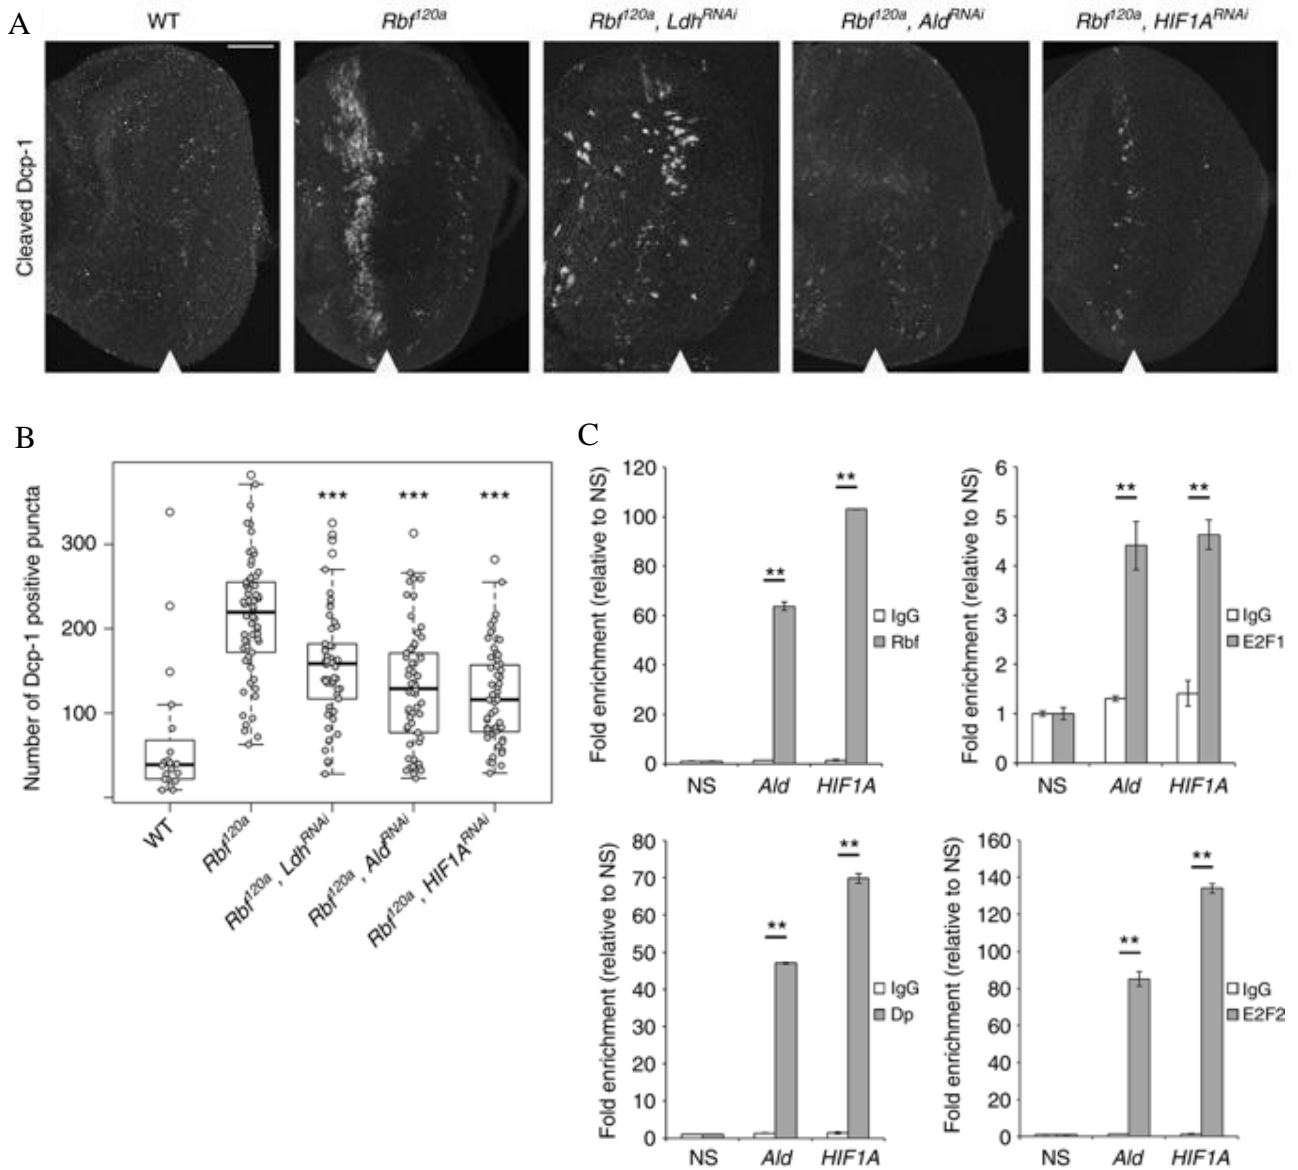 A
WT
Rbf120a
Rbf120a, LdhRNAi
Rbf120a, AldRNAi
Rbf120a, HIF1ARNAi
Cleaved Dcp-1
B
Number of Dcp-1 positive puncta
300
200
100
***
***
***
WT
Rbf120a
Rbf120a, LdhRNAi
Rbf120a, AldRNAi
Rbf120a, HIF1ARNAi
C
Fold enrichment (relative to NS)
120
100
80
60
40
20
0
**
**
IgG
Rbf
NS
Ald
HIF1A
Fold enrichment (relative to NS)
6
5
4
3
2
1
0
**
**
IgG
E2F1
NS
Ald
HIF1A
Fold enrichment (relative to NS)
80
70
60
50
40
30
20
10
0
**
**
IgG
Dp
NS
Ald
HIF1A
Fold enrichment (relative to NS)
160
140
120
100
80
60
40
20
0
**
**
IgG
E2F2
NS
Ald
HIF1A